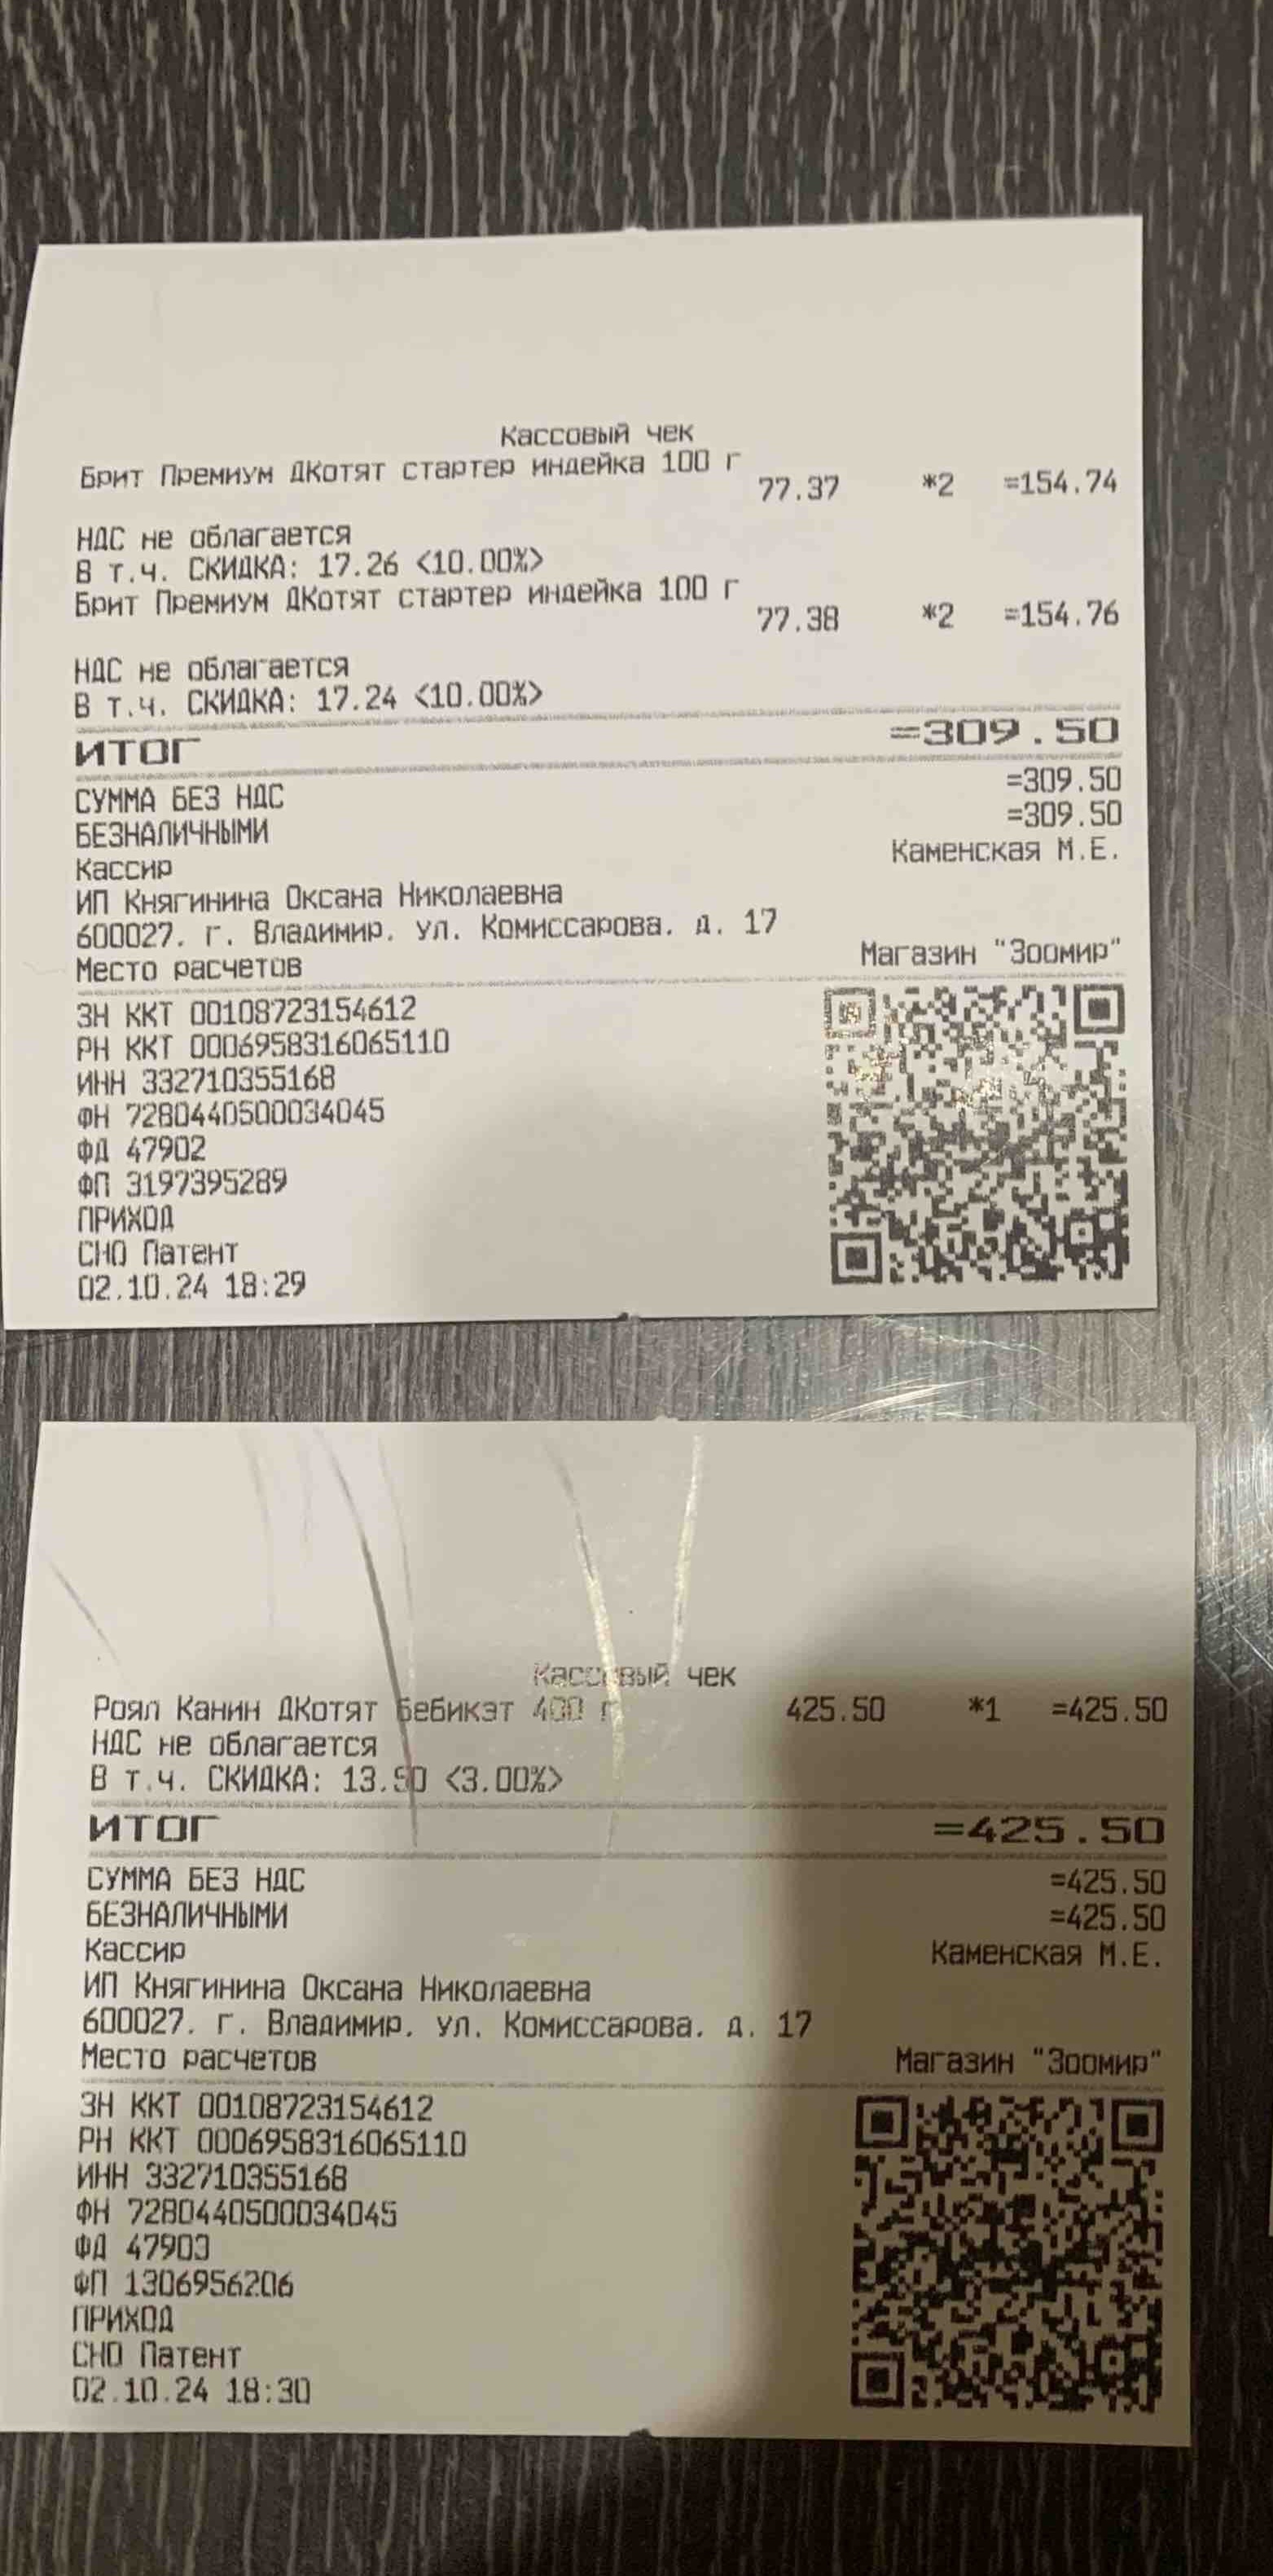 Кассовый чек
Брит Премиум ДКотят стартер индейка 100 г
77.37 *2 =154.74
НДС не облагается
В т.ч. СКИДКА: 17.26 <10.00%>
Брит Премиум ДКотят стартер индейка 100 г
77.38 *2 =154.76
НДС не облагается
В т.ч. СКИДКА: 17.24 <10.00%>
ИТОГ =309.50
СУММА БЕЗ НДС =309.50
БЕЗНАЛИЧНЫМИ =309.50
Кассир Каменская М.Е.
ИП Княгинина Оксана Николаевна
600027. г. Владимир. ул. Комиссарова. д. 17
Место расчетов Магазин "Зоомир"
ЗН ККТ 00108723154612
РН ККТ 0006958316065110
ИНН 332710355168
ФН 7280440500034045
ФД 47902
ФП 3197395289
ПРИХОД
СНО Патент
02.10.24 18:29
Кассовый чек
Роял Канин ДКотят Бебикэт 400 г 425.50 *1 =425.50
НДС не облагается
В т.ч. СКИДКА: 13.50 <3.00%>
ИТОГ =425.50
СУММА БЕЗ НДС =425.50
БЕЗНАЛИЧНЫМИ =425.50
Кассир Каменская М.Е.
ИП Княгинина Оксана Николаевна
600027. г. Владимир. ул. Комиссарова. д. 17
Место расчетов Магазин "Зоомир"
ЗН ККТ 00108723154612
РН ККТ 0006958316065110
ИНН 332710355168
ФН 7280440500034045
ФД 47903
ФП 1306956206
ПРИХОД
СНО Патент
02.10.24 18:30